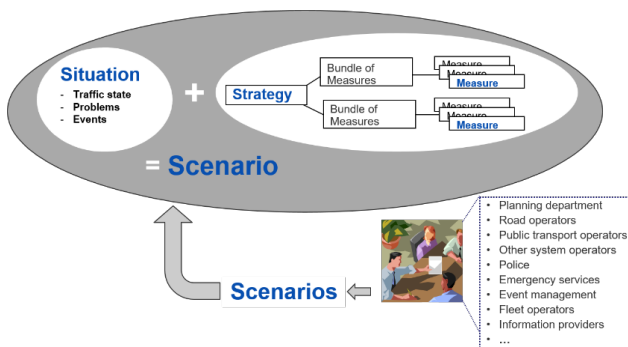 Situation
- Traffic state
- Problems
- Events
+
Strategy
Bundle of
Measures
Measure
Measure
Measure
Bundle of
Measures
Measure
Measure
Measure
= Scenario
Scenarios
• Planning department
• Road operators
• Public transport operators
• Other system operators
• Police
• Emergency services
• Event management
• Fleet operators
• Information providers
• ...